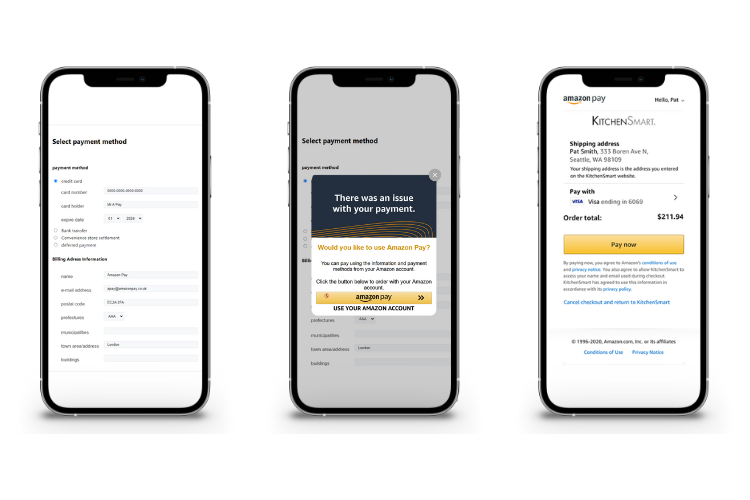 Select payment method
payment method
credit card
card number 0000-0000-0000-0000
card holder Mr A Pay
expire date 01 2026
Bank transfer
Convenience store settlement
deferred payment
Billing Adress Information
name Amazon Pay
e-mail address apay@amazonpay.co.uk
postal code EC2A 2FA
prefectures AAA
municipalities
town area/address London
buildings
Select payment method
payment method
There was an issue
with your payment.
Would you like to use Amazon Pay?
You can pay using the information and payment
methods from your Amazon account
Click the button below to order with your Amazon
account.
amazon pay
USE YOUR AMAZON ACCOUNT
prefectures AAA
municipalities
town area/address London
buildings
amazon pay Hello, Pat
KITCHENSMART.
Shipping address
Pat Smith, 333 Boren Ave N,
Seattle, WA 98109
Your shipping address is the address you entered
on the KitchenSmart website.
Pay with
VISA Visa ending in 6069
Order total: $211.94
Pay now
By paying now, you agree to Amazon's conditions of use
and privacy notice. You also agree to allow KitchenSmart to
assess your name and email used during checkout.
KitchenSmart has agreed to use this information in
accordance with its privacy policy.
Cancel checkout and return to KitchenSmart
© 1996-2020, Amazon.com, Inc. or its affiliates
Conditions of Use Privacy Notice